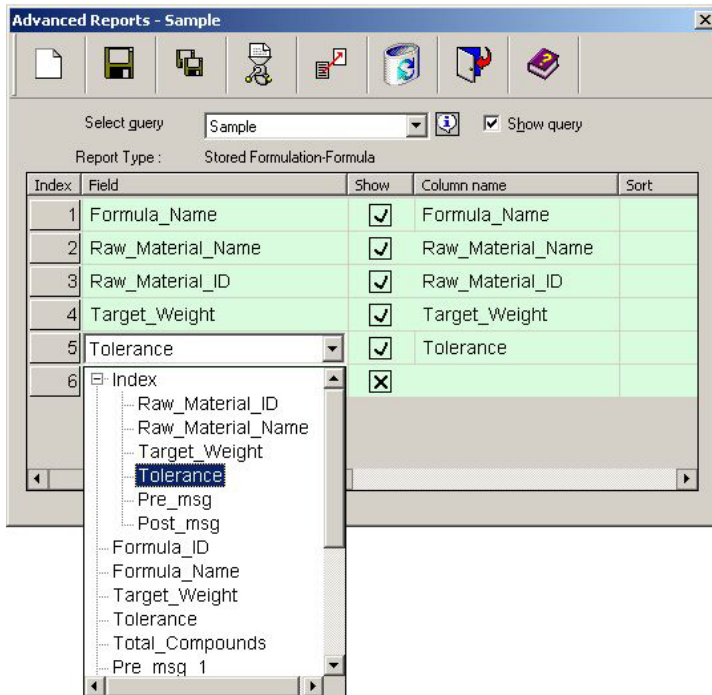 Advanced Reports - Sample
Select query Sample Show query
Report Type : Stored Formulation-Formula
Index Field Show Column name Sort
1 Formula_Name Formula_Name
2 Raw_Material_Name Raw_Material_Name
3 Raw_Material_ID Raw_Material_ID
4 Target_Weight Target_Weight
5 Tolerance Tolerance
6
Index
Raw_Material_ID
Raw_Material_Name
Target_Weight
Tolerance
Pre_msg
Post_msg
Formula_ID
Formula_Name
Target_Weight
Tolerance
Total_Compounds
Pre_msg_1